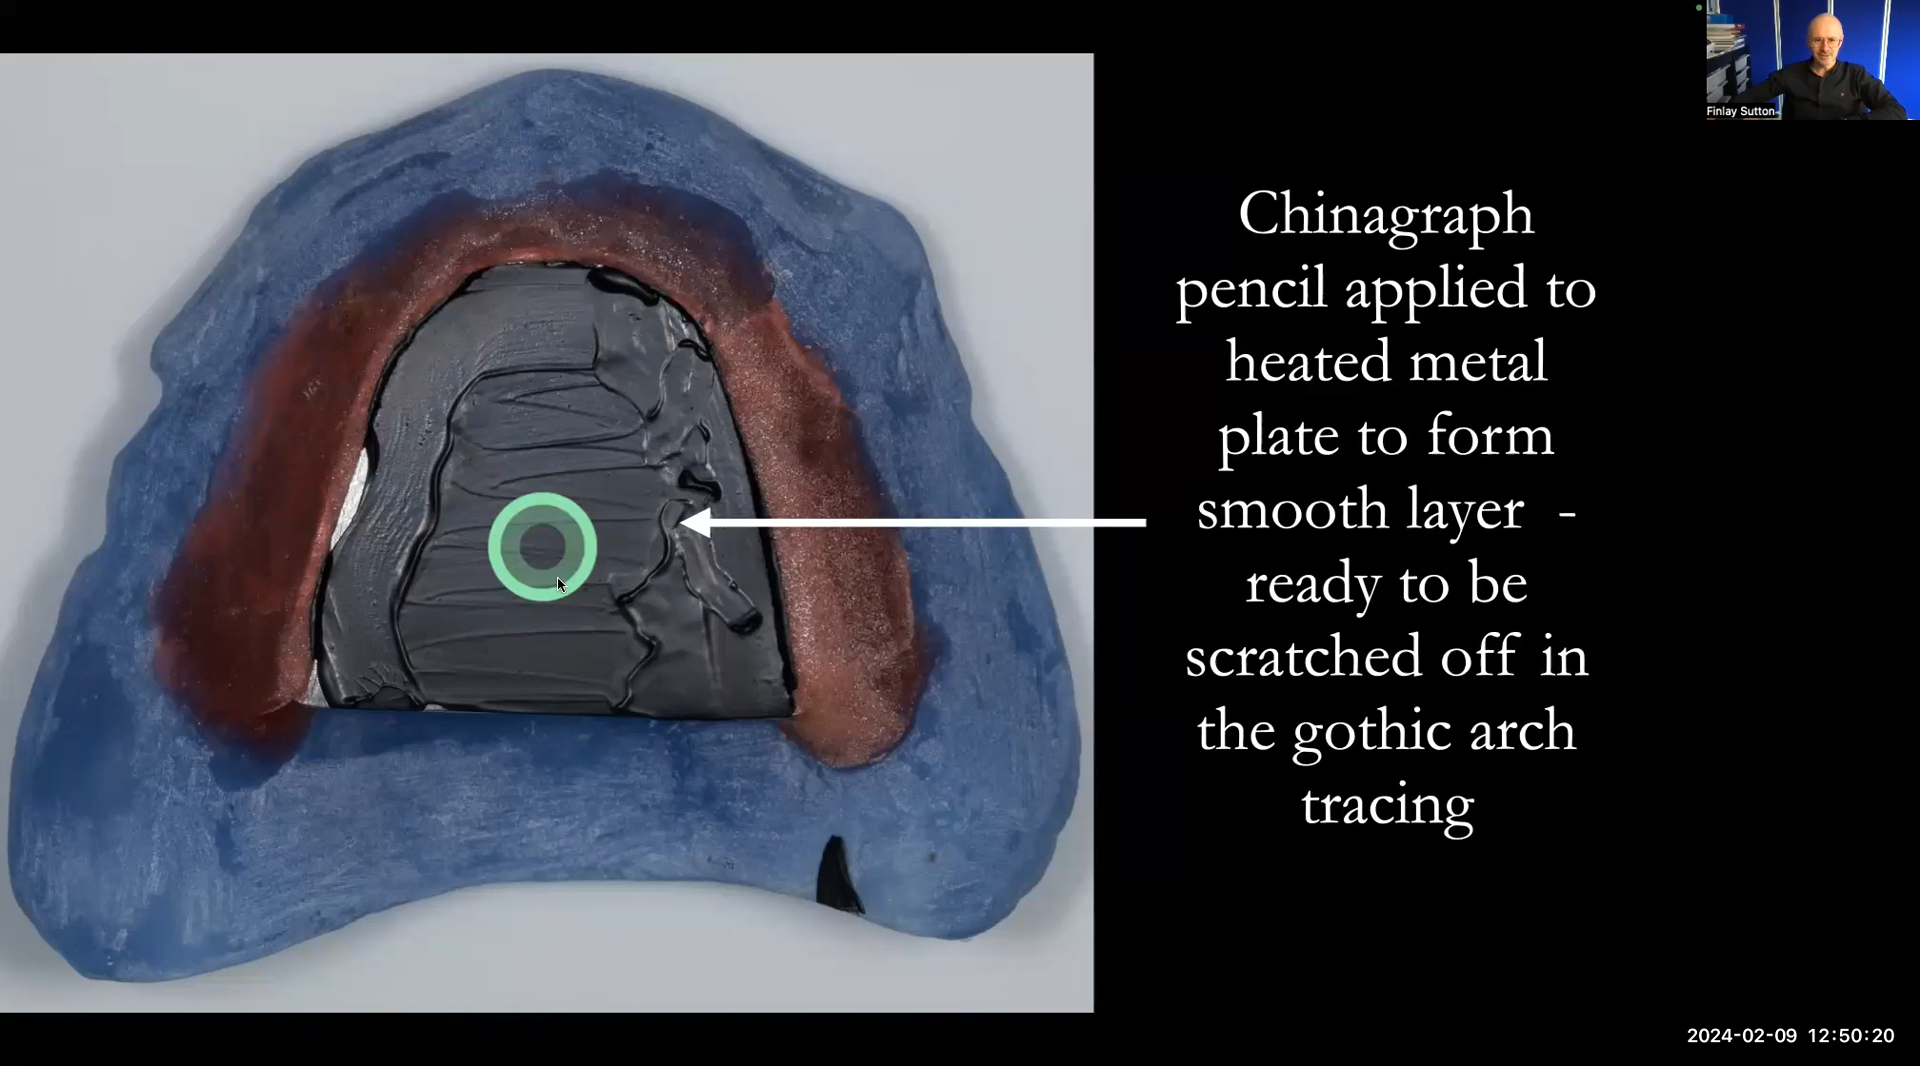 Finlay Sutton
Chinagraph
pencil applied to
heated metal
plate to form
smooth layer -
ready to be
scratched off in
the gothic arch
tracing
2024-02-09 12:50:20